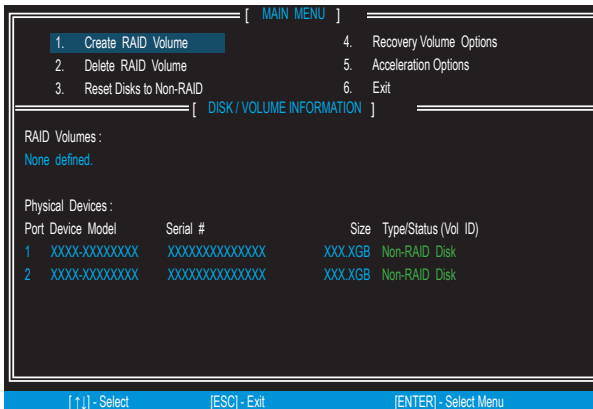 [ MAIN MENU ]
1. Create RAID Volume 4. Recovery Volume Options
2. Delete RAID Volume 5. Acceleration Options
3. Reset Disks to Non-RAID 6. Exit
[ DISK / VOLUME INFORMATION ]
RAID Volumes :
None defined.
Physical Devices :
Port Device Model Serial # Size Type/Status (Vol ID)
1 XXXX-XXXXXXXX XXXXXXXXXXXXXX XXX.XGB Non-RAID Disk
2 XXXX-XXXXXXXX XXXXXXXXXXXXXX XXX.XGB Non-RAID Disk
[ ↑↓] - Select [ESC] - Exit [ENTER] - Select Menu